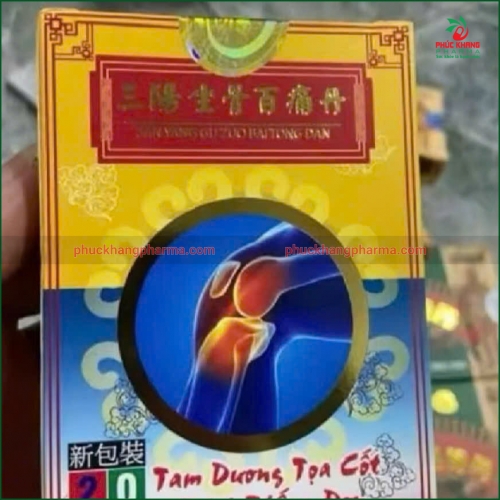 PHUC KHANG
三陽坐骨百痛丹
SAN YANG GU ZUO BAI TONG DAN
phuckhangpharma.com
phuckhangpharma.com
新包裝
20
Tam Dương Tọa Cốt